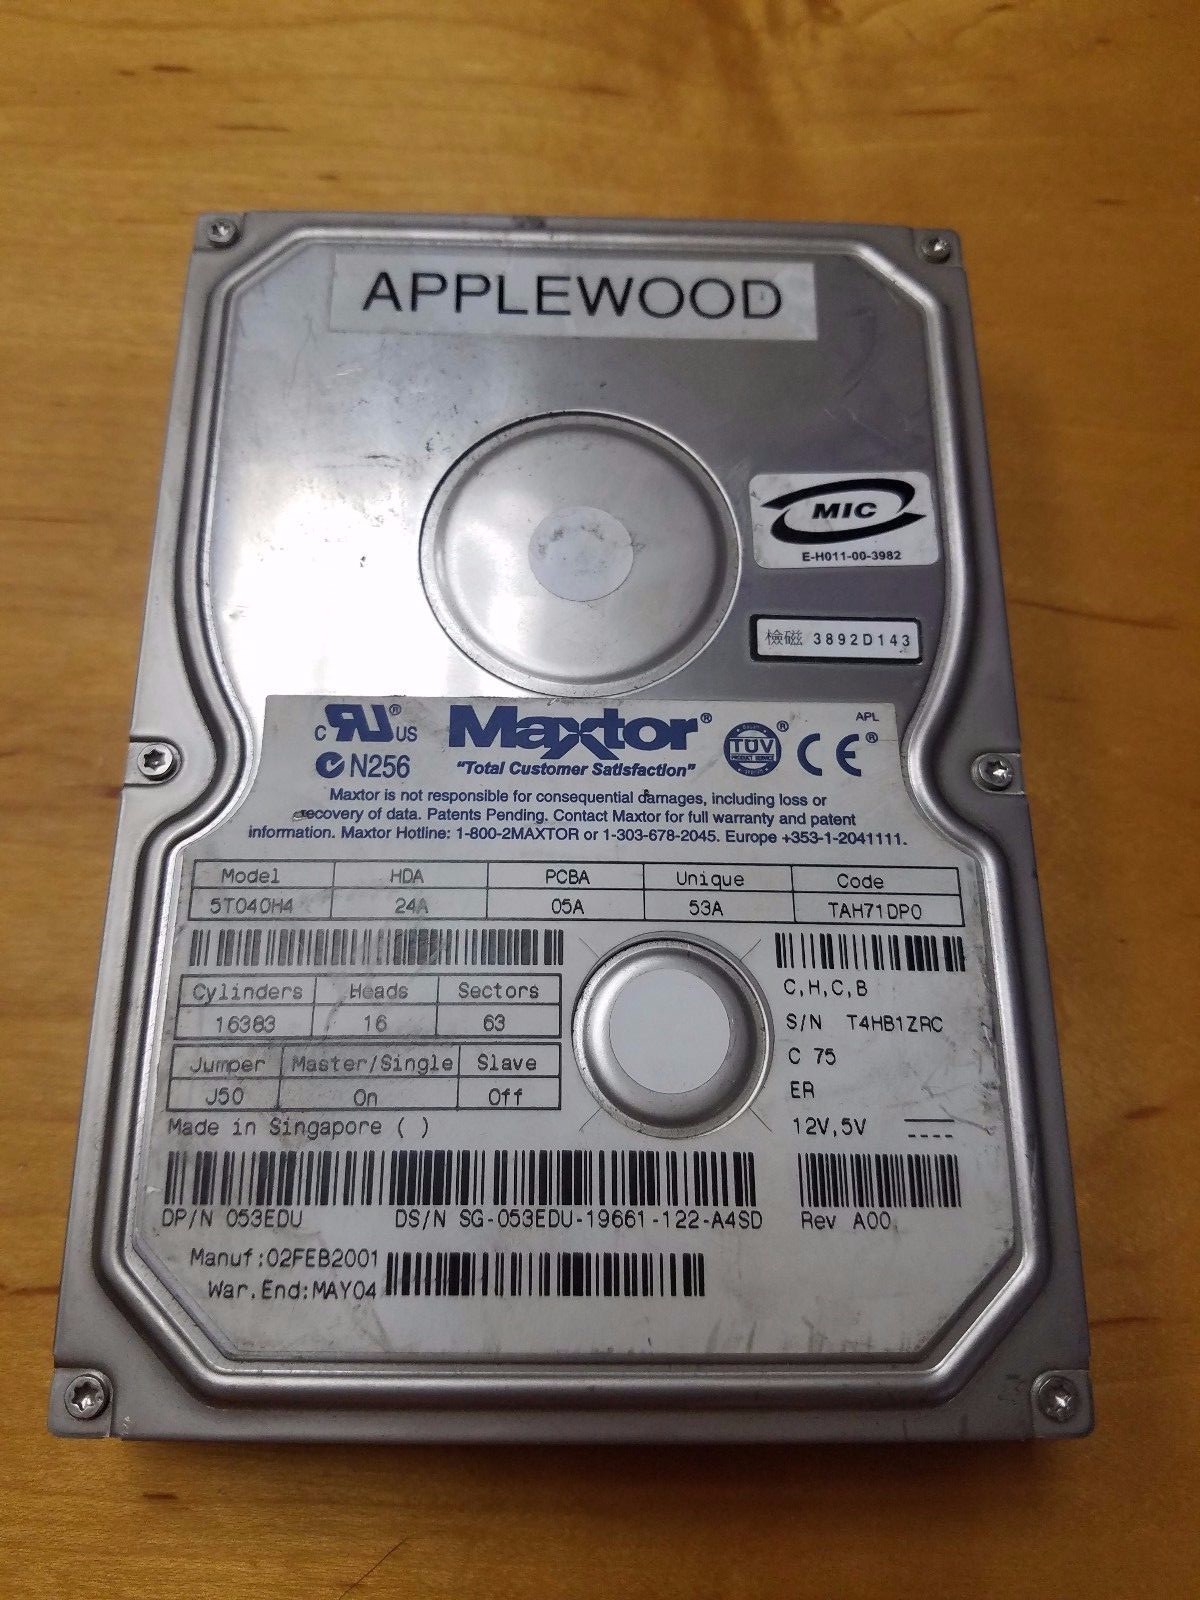 APPLEWOOD
MIC
E-H011-00-3982
檢磁 3892D143
c RU® US
Maxtor®
TÜV ®
PRODUCT SERVICE
CE®
APL
N256
"Total Customer Satisfaction"
Maxtor is not responsible for consequential damages, including loss or
recovery of data. Patents Pending. Contact Maxtor for full warranty and patent
information. Maxtor Hotline: 1-800-2MAXTOR or 1-303-678-2045. Europe +353-1-2041111.
Model HDA PCBA Unique Code
5T040H4 24A 05A 53A TAH71DP0
Cylinders Heads Sectors
16383 16 63
Jumper Master/Single Slave
J50 On Off
Made in Singapore ( )
C,H,C,B
S/N T4HB1ZRC
C 75
ER
12V,5V
DP/N 053EDU DS/N SG-053EDU-19661-122-A4SD Rev A00
Manuf:02FEB2001
War.End:MAY04